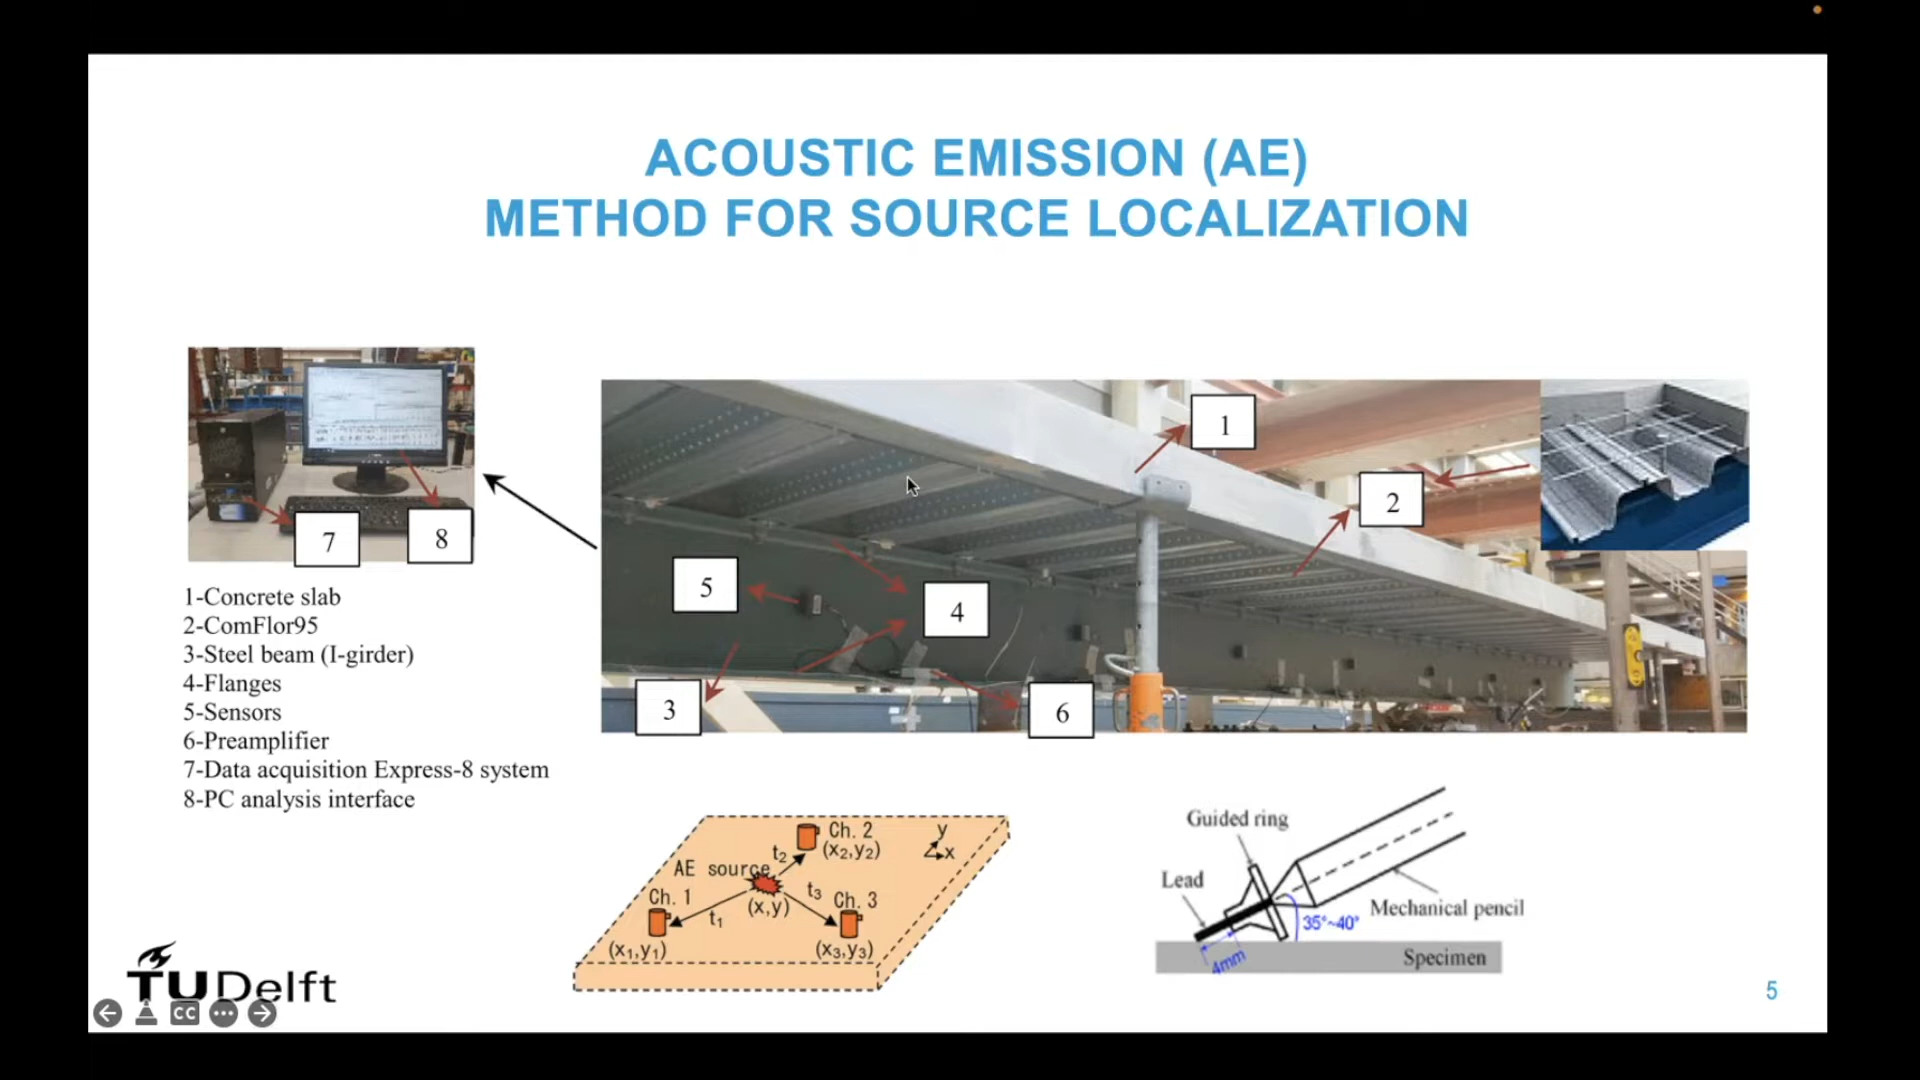 ACOUSTIC EMISSION (AE)
METHOD FOR SOURCE LOCALIZATION
1
2
5
4
7
8
3
6
1-Concrete slab
2-ComFlor95
3-Steel beam (I-girder)
4-Flanges
5-Sensors
6-Preamplifier
7-Data acquisition Express-8 system
8-PC analysis interface
Ch. 2
(x2,y2)
y
x
t2
AE source
(x,y)
Ch. 1
t1
(x1,y1)
t3
Ch. 3
(x3,y3)
Guided ring
Lead
Mechanical pencil
35°~40°
4mm
Specimen
TU Delft
CC
5